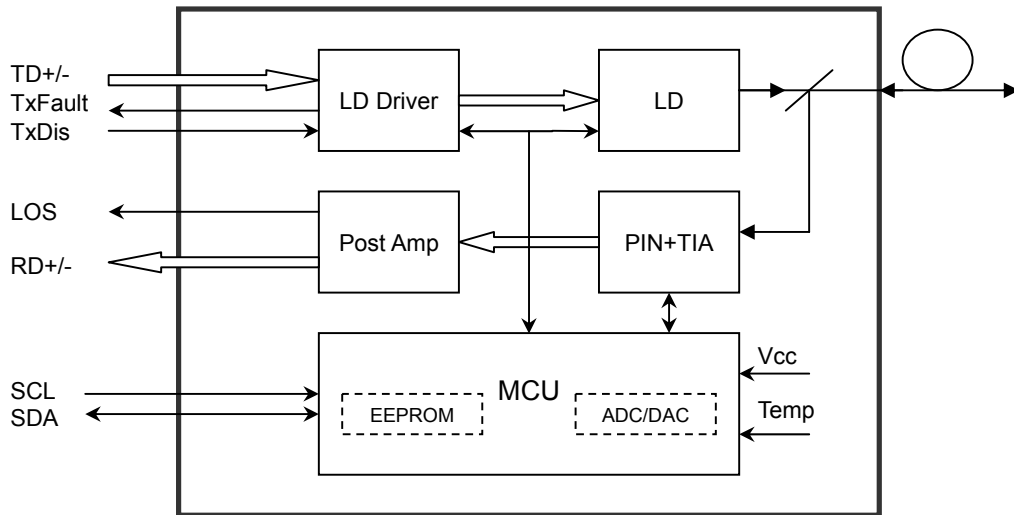 TD+/-
TxFault
TxDis
LD Driver
LD
LOS
RD+/-
Post Amp
PIN+TIA
SCL
SDA
MCU
EEPROM
ADC/DAC
Vcc
Temp